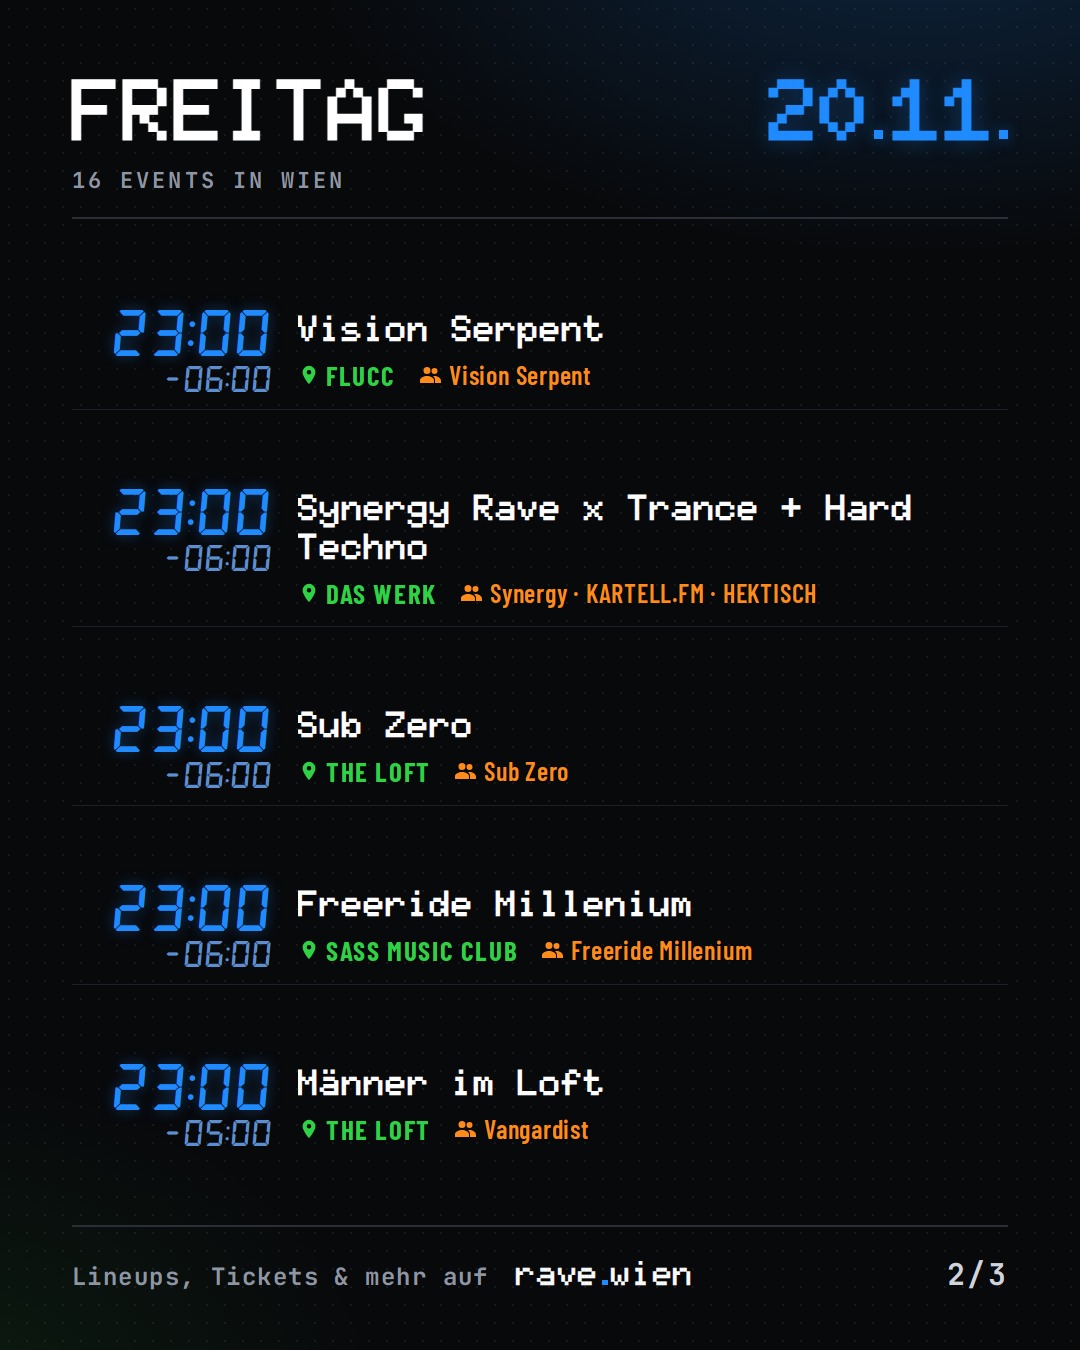 FREITAG 20.11.
16 EVENTS IN WIEN
23:00 Vision Serpent
-06:00 FLUCC Vision Serpent
23:00 Synergy Rave x Trance + Hard
-06:00 Techno
DAS WERK Synergy · KARTELL.FM · HEKTISCH
23:00 Sub Zero
-06:00 THE LOFT Sub Zero
23:00 Freeride Millenium
-06:00 SASS MUSIC CLUB Freeride Millenium
23:00 Männer im Loft
-05:00 THE LOFT Vangardist
Lineups, Tickets & mehr auf rave.wien 2/3